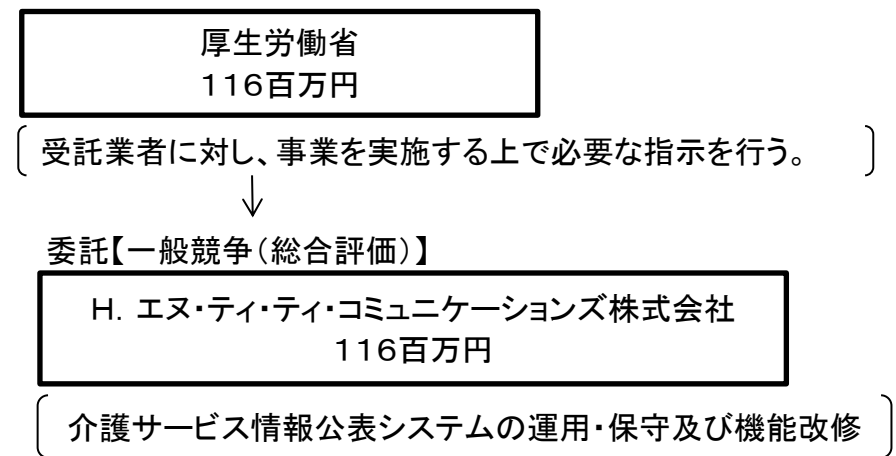 厚生労働省
116百万円
受託業者に対し、事業を実施する上で必要な指示を行う。
委託【一般競争(総合評価)】
H. エヌ・ティ・ティ・コミュニケーションズ株式会社
116百万円
介護サービス情報公表システムの運用・保守及び機能改修